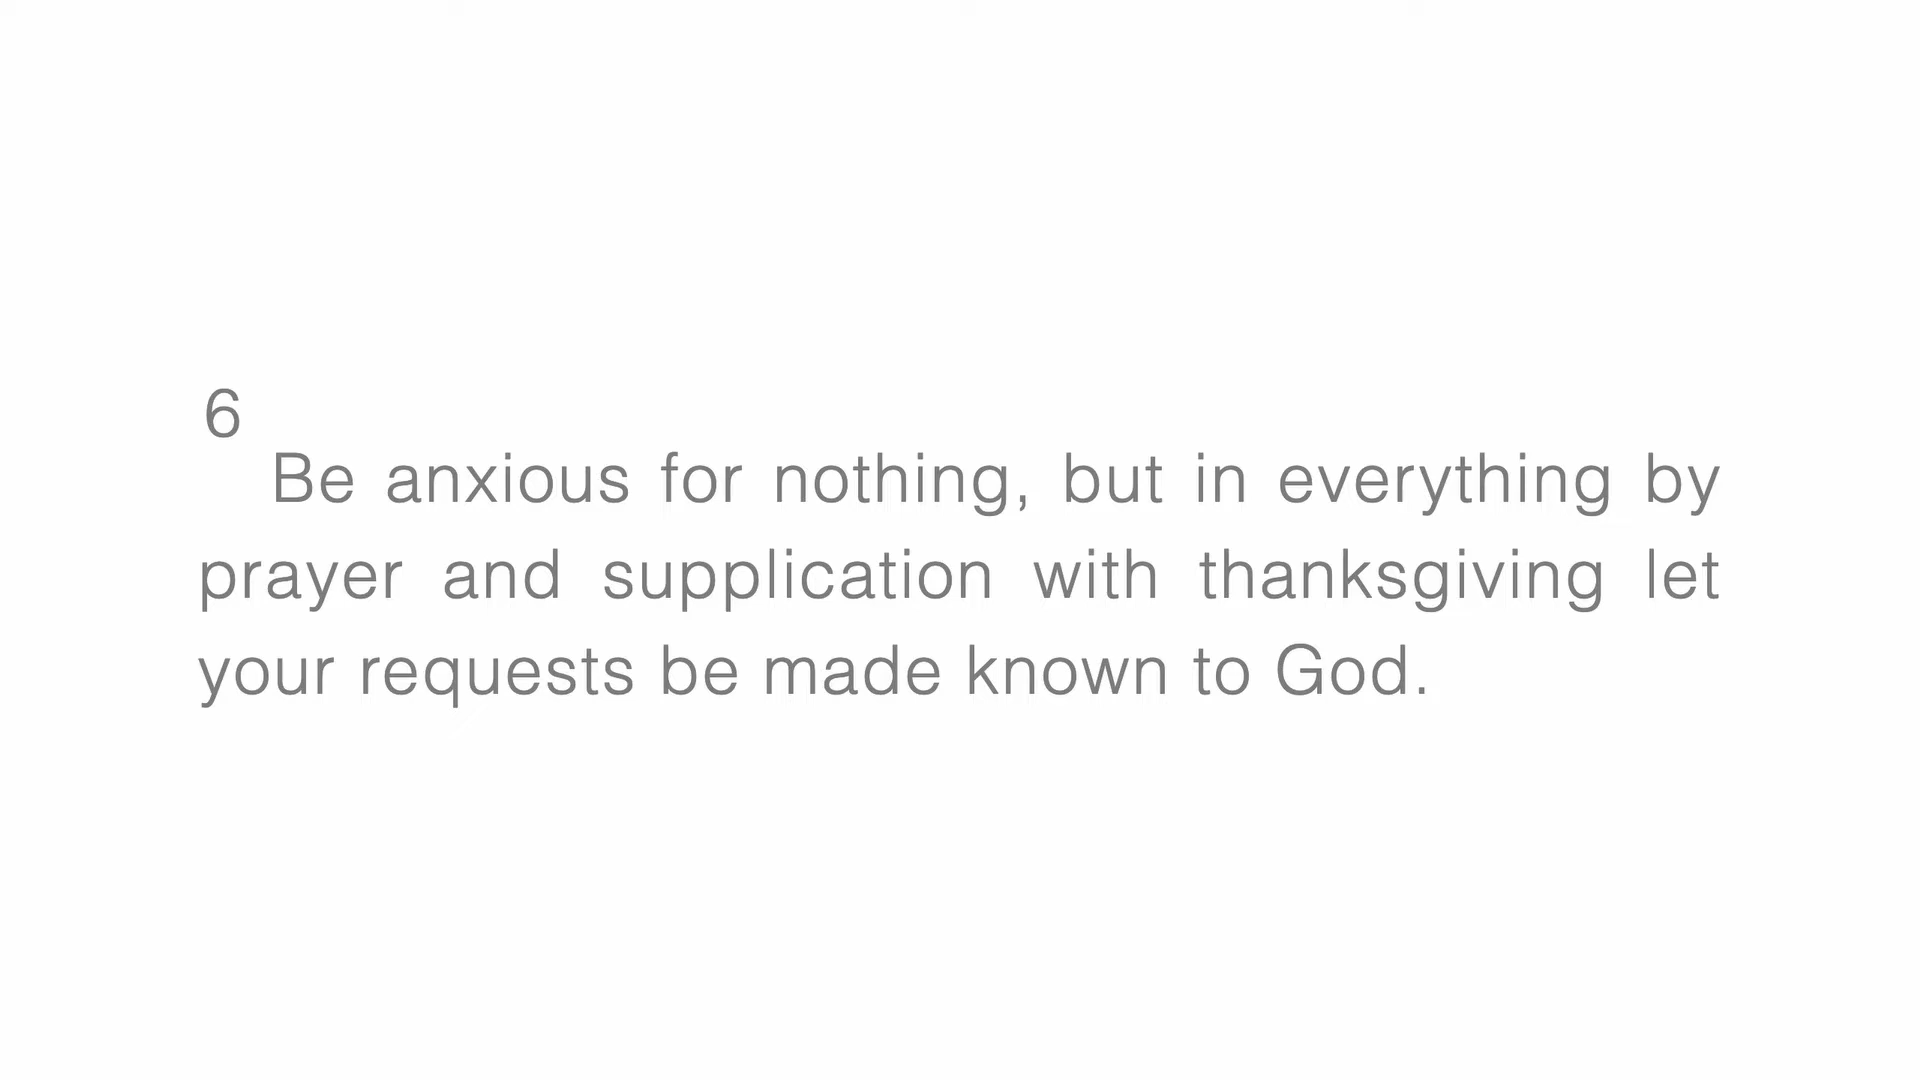 6
Be anxious for nothing, but in everything by
prayer and supplication with thanksgiving let
your requests be made known to God.